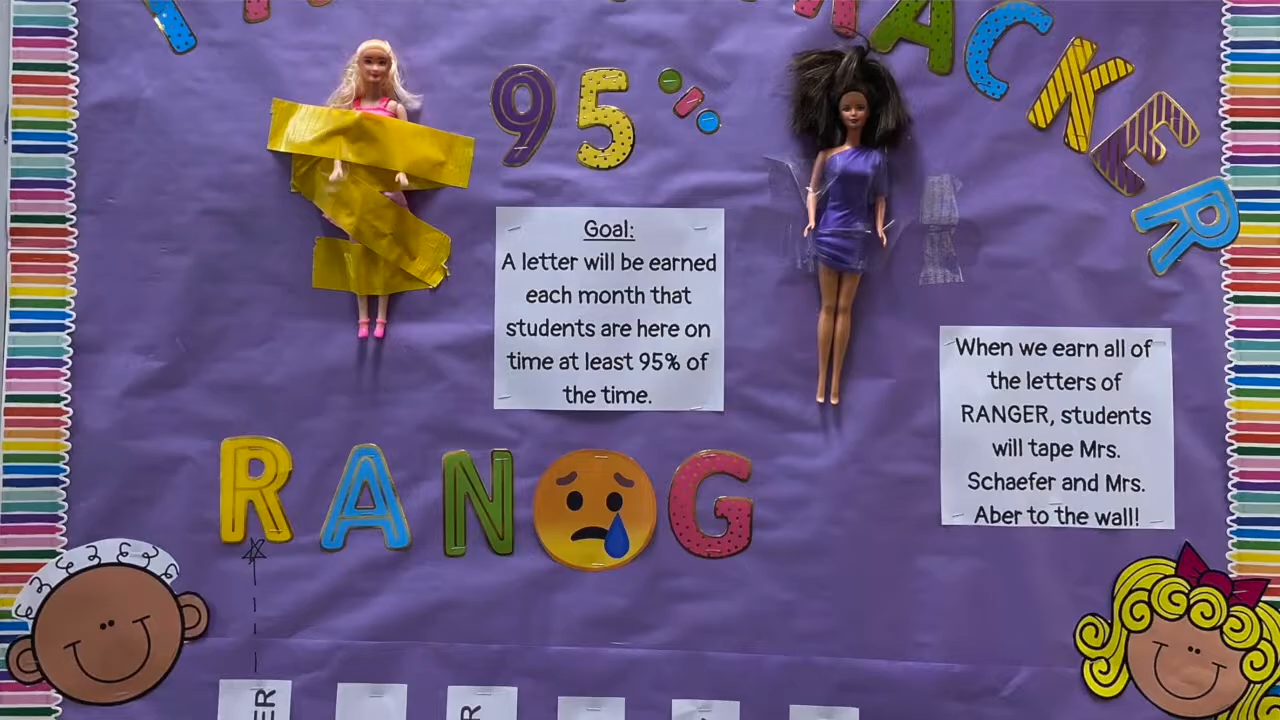 ACKER
95%
Goal:
A letter will be earned
each month that
students are here on
time at least 95% of
the time.
When we earn all of
the letters of
RANGER, students
will tape Mrs.
Schaefer and Mrs.
Aber to the wall!
RAN G
ER
R